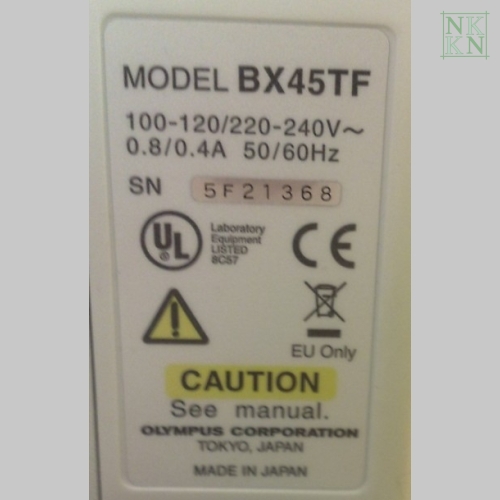 NK
KN
MODEL BX45TF
100-120/220-240V~
0.8/0.4A 50/60Hz
SN 5F21368
UL
Laboratory
Equipment
LISTED
8C57
CE
EU Only
CAUTION
See manual.
OLYMPUS CORPORATION
TOKYO, JAPAN
MADE IN JAPAN